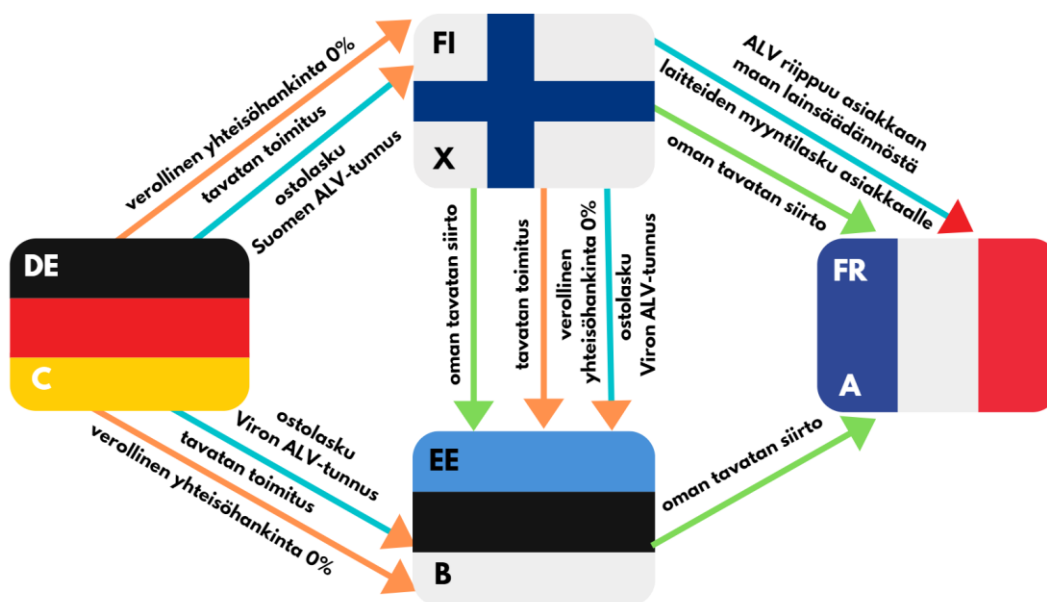 FI
X
verollinen yhteisöhankinta 0%
tavatan toimitus
ostolasku
Suomen ALV-tunnus
ALV riippuu asiakkaan
maan lainsäädännöstä
laitteiden myyntilasku asiakkaalle
oman tavatan siirto
DE
C
oman tavatan siirto
tavatan toimitus
verollinen
yhteisöhankinta 0%
ostolasku
Viron ALV-tunnus
FR
A
ostolasku
Viron ALV-tunnus
tavatan toimitus
verollinen yhteisöhankinta 0%
EE
B
oman tavatan siirto